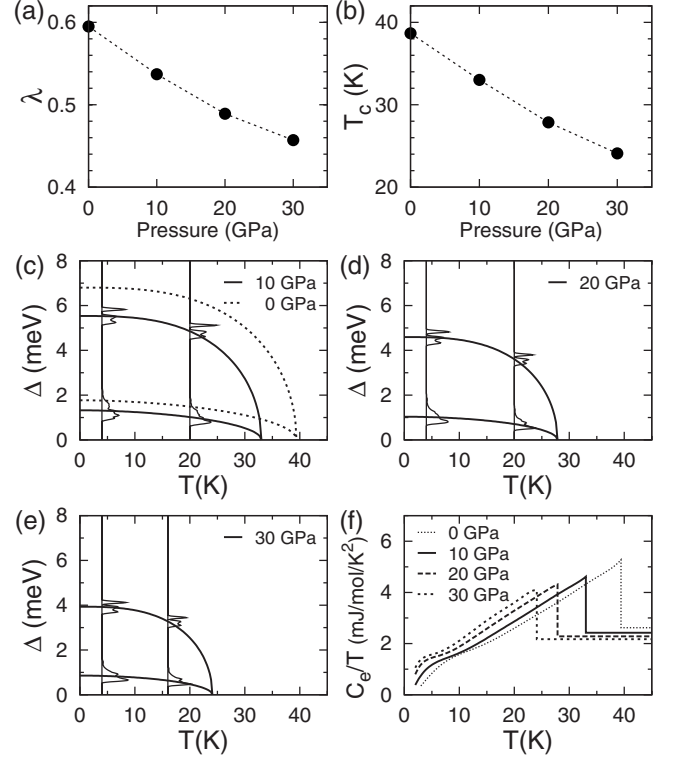 (a)
0.6
0.5
0.4
λ
0 10 20 30
Pressure (GPa)
(b)
40
30
20
T_c (K)
0 10 20 30
Pressure (GPa)
(c)
8
6
4
2
0
Δ (meV)
10 GPa
0 GPa
0 10 20 30 40
T(K)
(d)
8
6
4
2
0
Δ (meV)
20 GPa
0 10 20 30 40
T(K)
(e)
8
6
4
2
0
Δ (meV)
30 GPa
0 10 20 30 40
T(K)
(f)
6
4
2
0
C_e/T (mJ/mol/K²)
0 GPa
10 GPa
20 GPa
30 GPa
0 10 20 30 40
T(K)